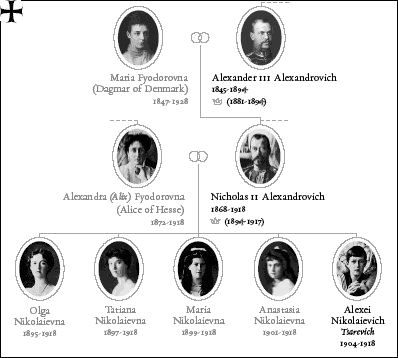 Maria Fyodorovna
(Dagmar of Denmark)
1847-1928
Alexander III Alexandrovich
1845-1894
(1881-1894)
Alexandra (Alix) Fyodorovna
(Alice of Hesse)
1872-1918
Nicholas II Alexandrovich
1868-1918
(1894-1917)
Olga
Nikolaievna
1895-1918
Tatiana
Nikolaievna
1897-1918
Maria
Nikolaievna
1899-1918
Anastasia
Nikolaievna
1901-1918
Alexei
Nikolaievich
Tsarevich
1904-1918